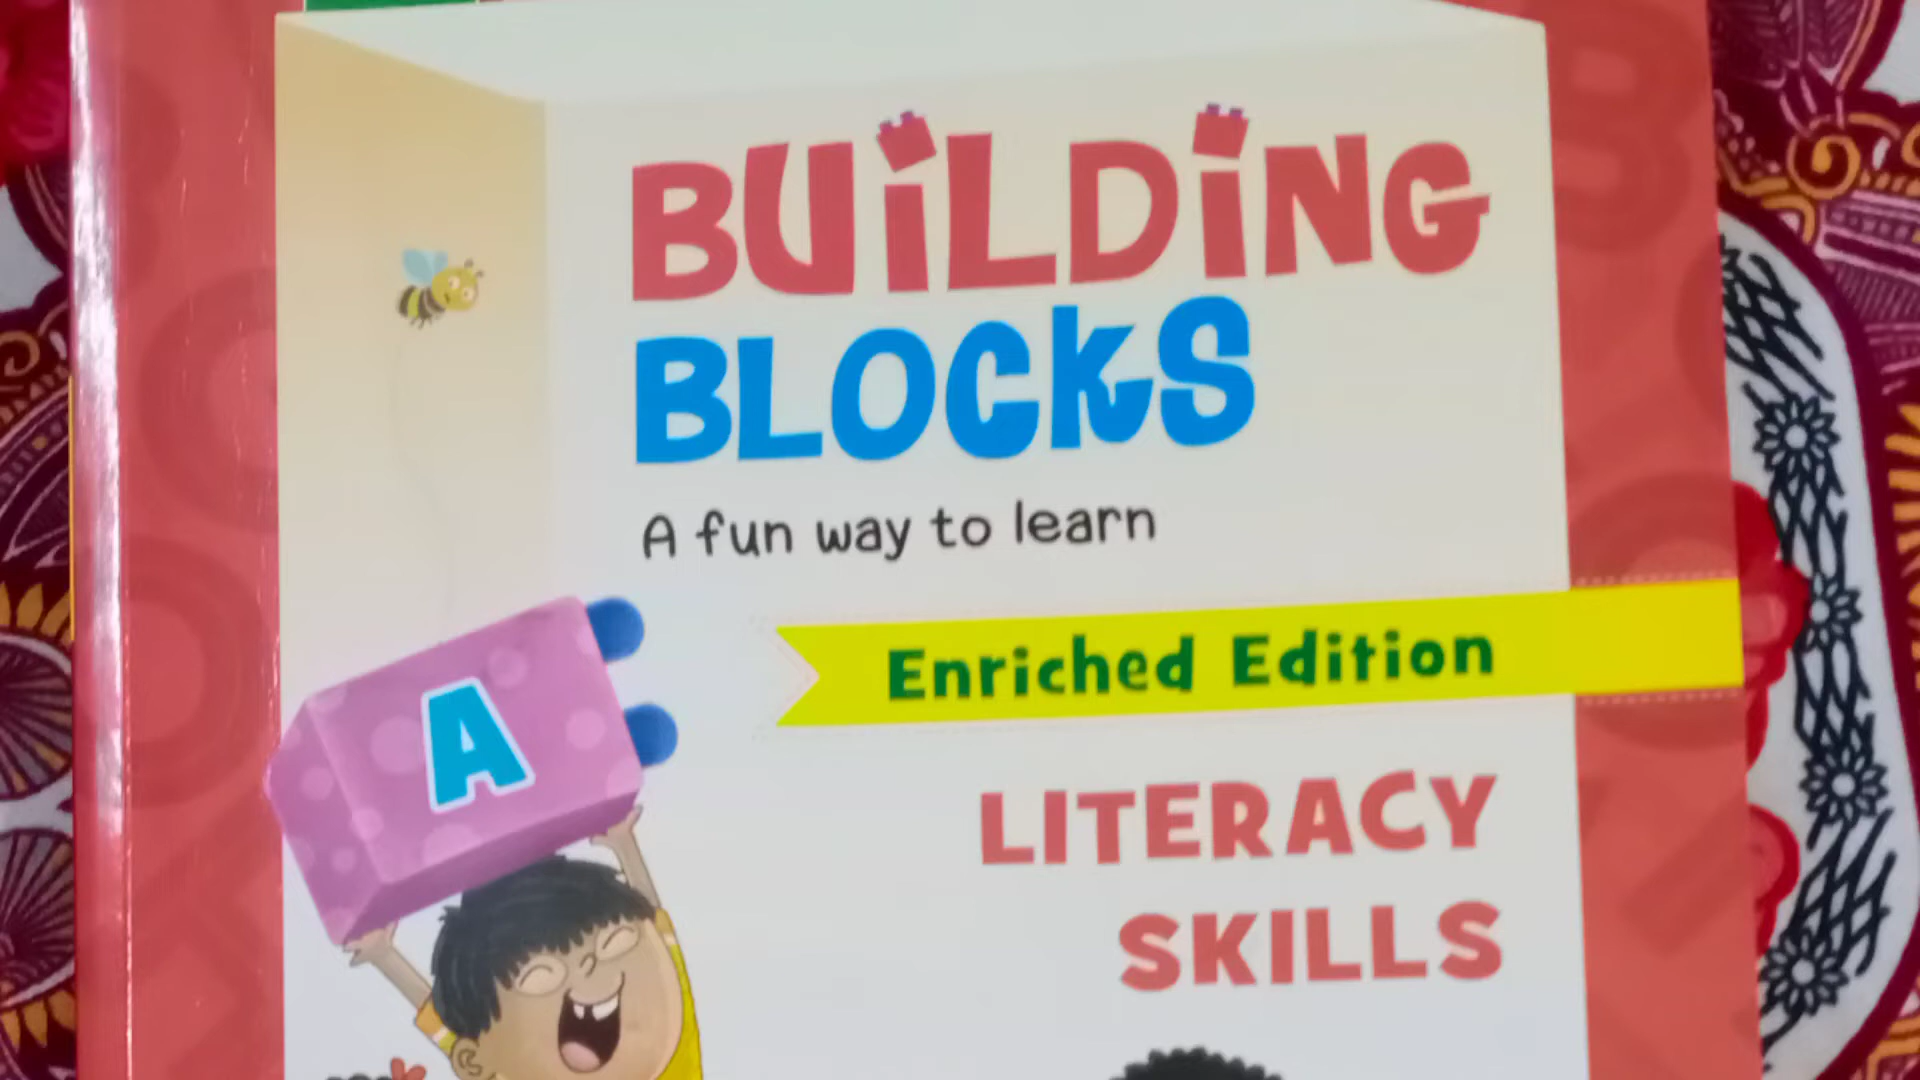 BUiLDiNG
BLOCKS
A fun way to learn
Enriched Edition
LITERACY
SKILLS
A